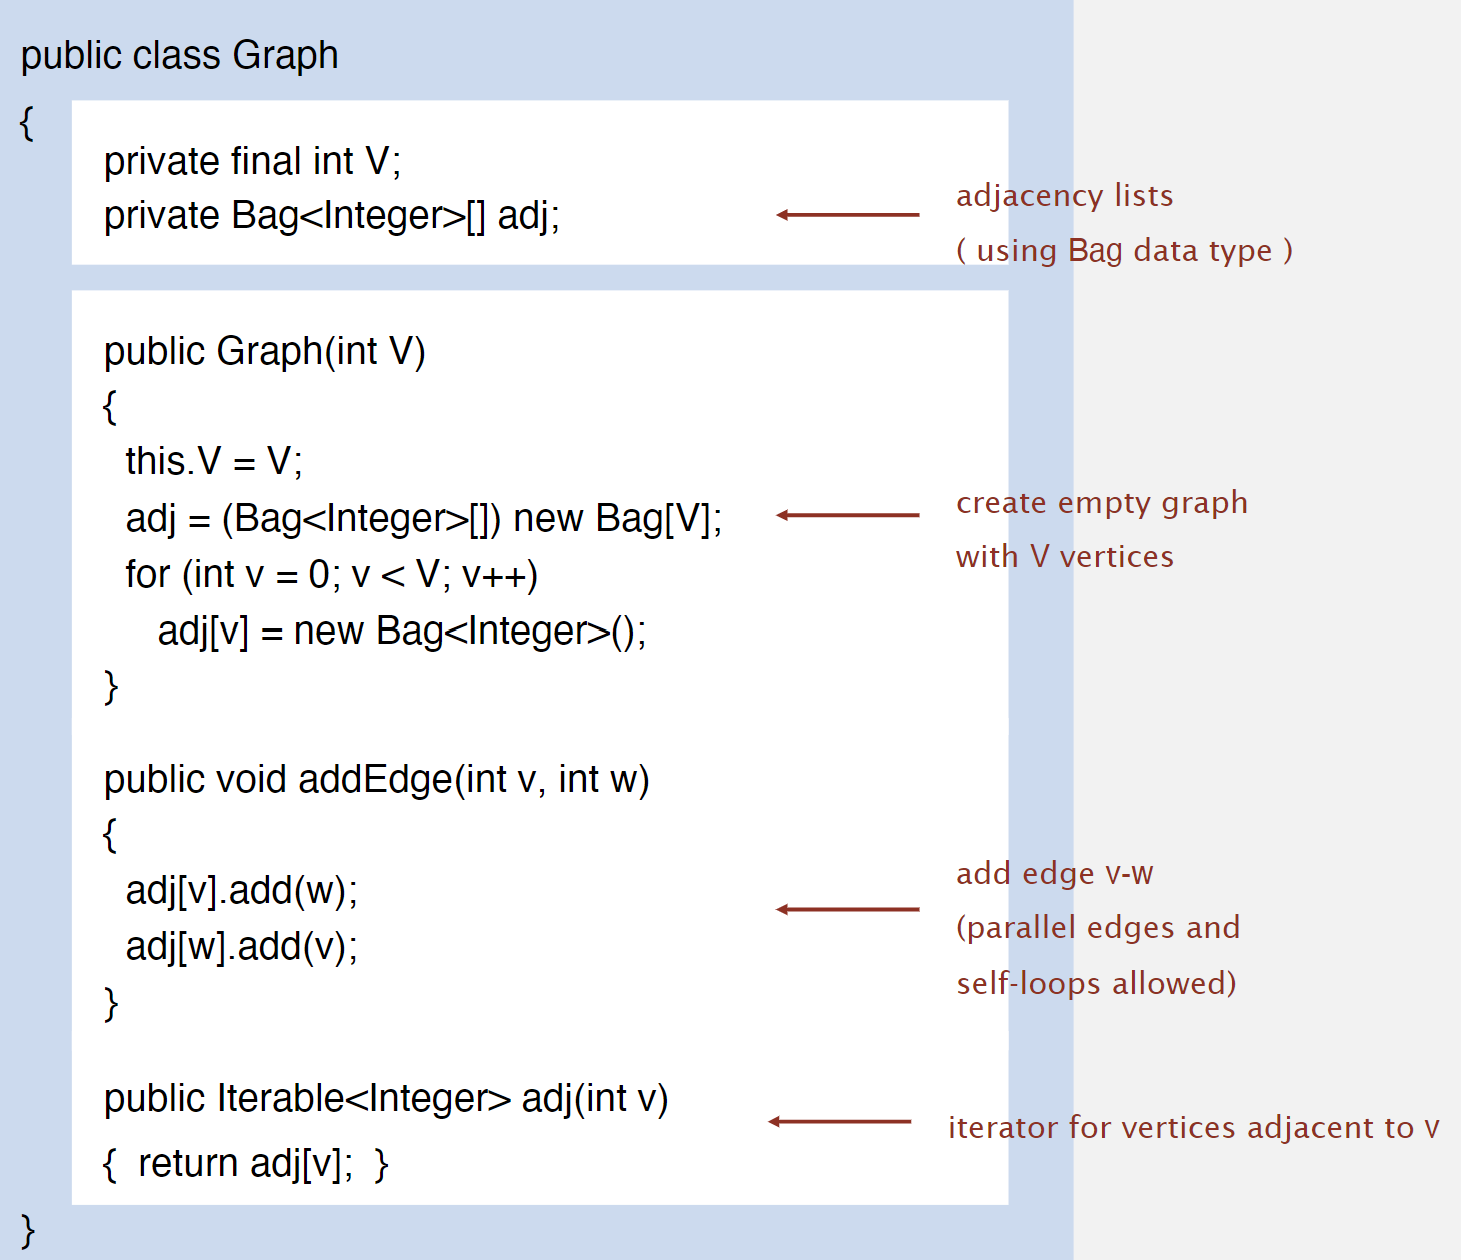 public class Graph
{
private final int V;
private Bag<Integer>[] adj;
adjacency lists
( using Bag data type )
public Graph(int V)
{
this.V = V;
adj = (Bag<Integer>[]) new Bag[V];
for (int v = 0; v < V; v++)
adj[v] = new Bag<Integer>();
}
create empty graph
with V vertices
public void addEdge(int v, int w)
{
adj[v].add(w);
adj[w].add(v);
}
add edge v-w
(parallel edges and
self-loops allowed)
public Iterable<Integer> adj(int v)
{ return adj[v]; }
iterator for vertices adjacent to v
}